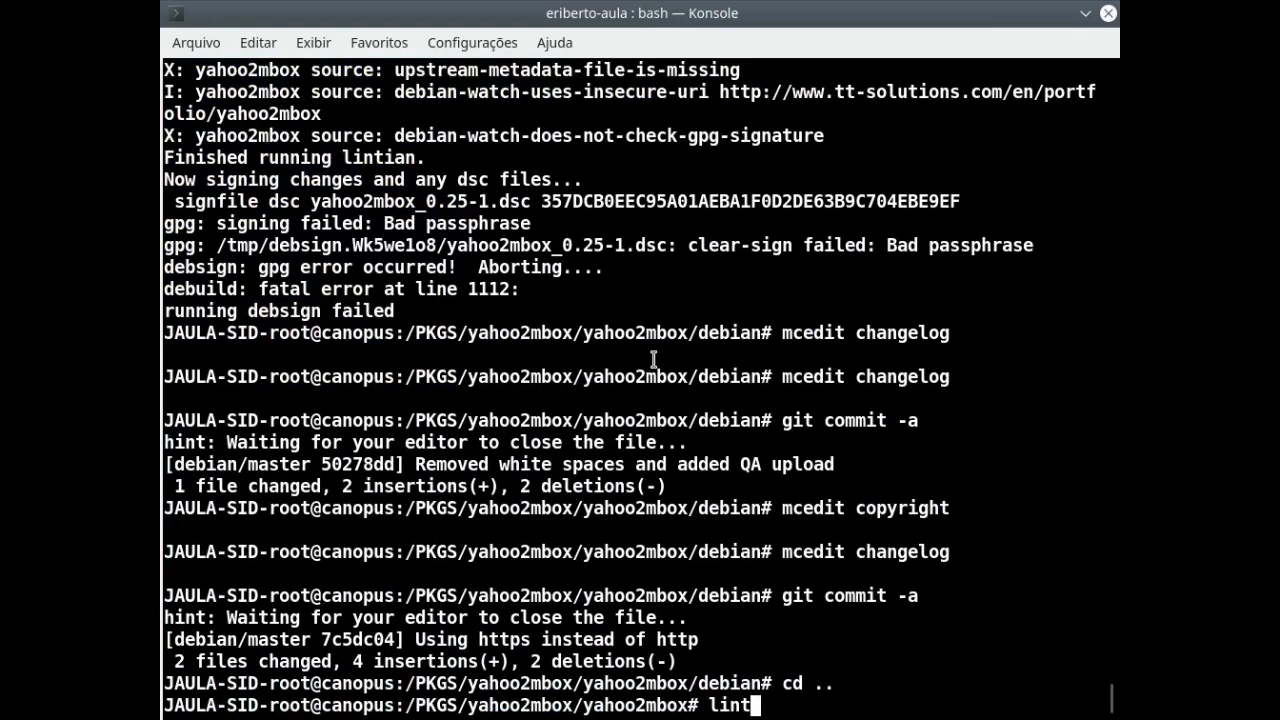 eriberto-aula : bash — Konsole
Arquivo Editar Exibir Favoritos Configurações Ajuda
X: yahoo2mbox source: upstream-metadata-file-is-missing
I: yahoo2mbox source: debian-watch-uses-insecure-uri http://www.tt-solutions.com/en/portf
olio/yahoo2mbox
X: yahoo2mbox source: debian-watch-does-not-check-gpg-signature
Finished running lintian.
Now signing changes and any dsc files...
 signfile dsc yahoo2mbox_0.25-1.dsc 357DCB0EEC95A01AEBA1F0D2DE63B9C704EBE9EF
gpg: signing failed: Bad passphrase
gpg: /tmp/debsign.Wk5we1o8/yahoo2mbox_0.25-1.dsc: clear-sign failed: Bad passphrase
debsign: gpg error occurred!  Aborting....
debuild: fatal error at line 1112:
running debsign failed
JAULA-SID-root@canopus:/PKGS/yahoo2mbox/yahoo2mbox/debian# mcedit changelog
JAULA-SID-root@canopus:/PKGS/yahoo2mbox/yahoo2mbox/debian# mcedit changelog
JAULA-SID-root@canopus:/PKGS/yahoo2mbox/yahoo2mbox/debian# git commit -a
hint: Waiting for your editor to close the file...
[debian/master 50278dd] Removed white spaces and added QA upload
 1 file changed, 2 insertions(+), 2 deletions(-)
JAULA-SID-root@canopus:/PKGS/yahoo2mbox/yahoo2mbox/debian# mcedit copyright
JAULA-SID-root@canopus:/PKGS/yahoo2mbox/yahoo2mbox/debian# mcedit changelog
JAULA-SID-root@canopus:/PKGS/yahoo2mbox/yahoo2mbox/debian# git commit -a
hint: Waiting for your editor to close the file...
[debian/master 7c5dc04] Using https instead of http
 2 files changed, 4 insertions(+), 2 deletions(-)
JAULA-SID-root@canopus:/PKGS/yahoo2mbox/yahoo2mbox/debian# cd ..
JAULA-SID-root@canopus:/PKGS/yahoo2mbox/yahoo2mbox# lint